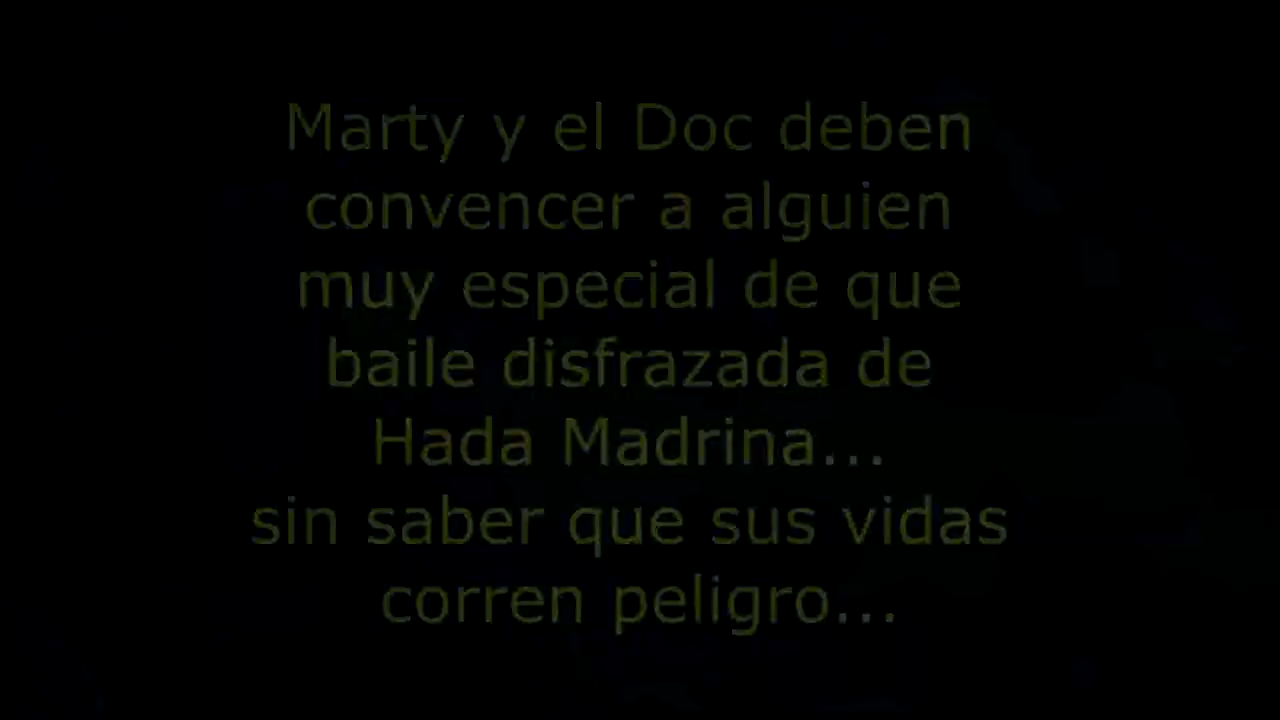 Marty y el Doc deben
convencer a alguien
muy especial de que
baile disfrazada de
Hada Madrina...
sin saber que sus vidas
corren peligro...